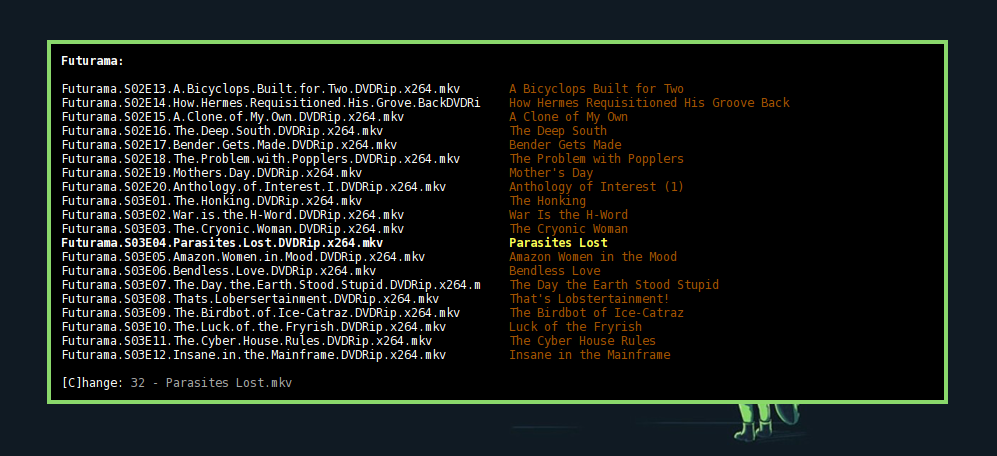 Futurama:
Futurama.S02E13.A.Bicyclops.Built.for.Two.DVDRip.x264.mkv A Bicyclops Built for Two
Futurama.S02E14.How.Hermes.Requisitioned.His.Grove.BackDVDRi How Hermes Requisitioned His Groove Back
Futurama.S02E15.A.Clone.of.My.Own.DVDRip.x264.mkv A Clone of My Own
Futurama.S02E16.The.Deep.South.DVDRip.x264.mkv The Deep South
Futurama.S02E17.Bender.Gets.Made.DVDRip.x264.mkv Bender Gets Made
Futurama.S02E18.The.Problem.with.Popplers.DVDRip.x264.mkv The Problem with Popplers
Futurama.S02E19.Mothers.Day.DVDRip.x264.mkv Mother's Day
Futurama.S02E20.Anthology.of.Interest.I.DVDRip.x264.mkv Anthology of Interest (1)
Futurama.S03E01.The.Honking.DVDRip.x264.mkv The Honking
Futurama.S03E02.War.is.the.H-Word.DVDRip.x264.mkv War Is the H-Word
Futurama.S03E03.The.Cryonic.Woman.DVDRip.x264.mkv The Cryonic Woman
Futurama.S03E04.Parasites.Lost.DVDRip.x264.mkv Parasites Lost
Futurama.S03E05.Amazon.Women.in.Mood.DVDRip.x264.mkv Amazon Women in the Mood
Futurama.S03E06.Bendless.Love.DVDRip.x264.mkv Bendless Love
Futurama.S03E07.The.Day.the.Earth.Stood.Stupid.DVDRip.x264.m The Day the Earth Stood Stupid
Futurama.S03E08.Thats.Lobersertainment.DVDRip.x264.mkv That's Lobstertainment!
Futurama.S03E09.The.Birdbot.of.Ice-Catraz.DVDRip.x264.mkv The Birdbot of Ice-Catraz
Futurama.S03E10.The.Luck.of.the.Fryrish.DVDRip.x264.mkv Luck of the Fryrish
Futurama.S03E11.The.Cyber.House.Rules.DVDRip.x264.mkv The Cyber House Rules
Futurama.S03E12.Insane.in.the.Mainframe.DVDRip.x264.mkv Insane in the Mainframe
[C]hange: 32 - Parasites Lost.mkv